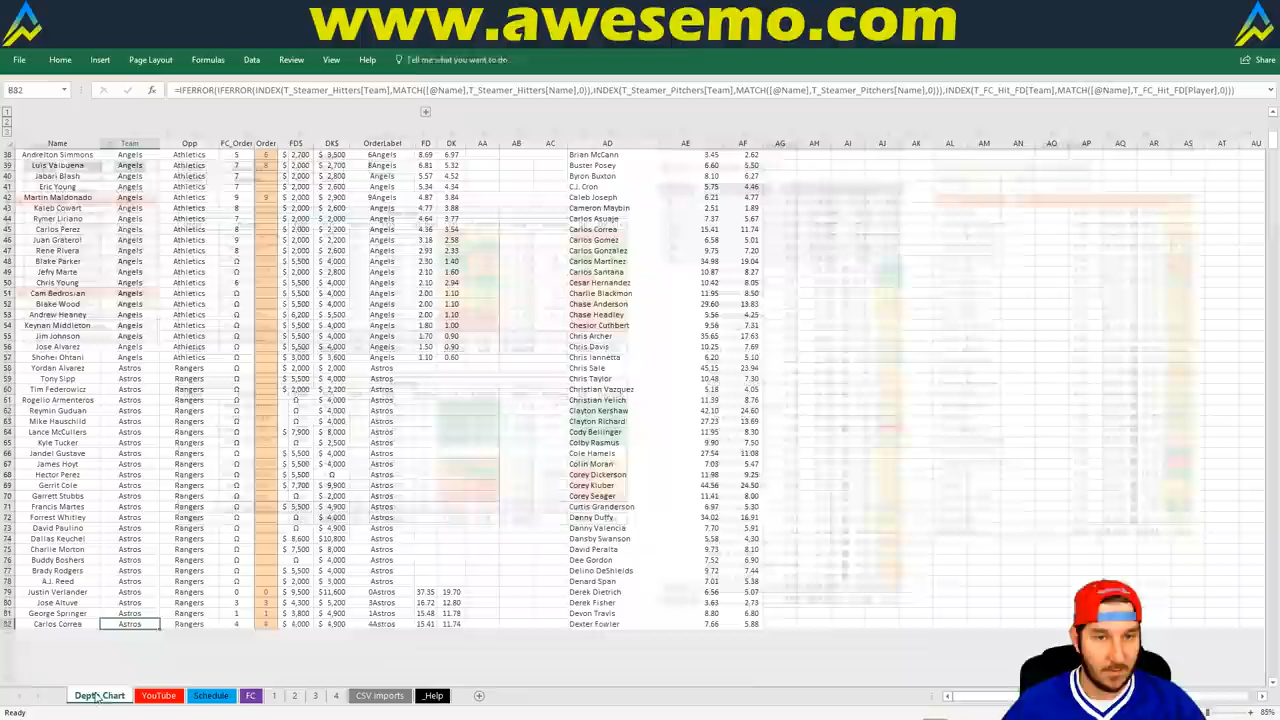 www.awesemo.com
File Home Insert Page Layout Formulas Data Review View Help Tell me what you want to do Share
B82 =IFERROR(IFERROR(INDEX(T_Steamer_Hitters[Team],MATCH([@Name],T_Steamer_Hitters[Name],0)),INDEX(T_Steamer_Pitchers[Team],MATCH([@Name],T_Steamer_Pitchers[Name],0))),INDEX(T_FC_Hit_FD[Team],MATCH([@Name],T_FC_Hit_FD[Player],0)))
1
2
3
Name Team Opp FC_Order Order FD$ DK$ OrderLabel FD DK AA AB AC AD AE AF AG AH AI AJ AK AL AM AN AO AP AQ AR AS AT AU
38 Andrelton Simmons Angels Athletics 5 6 $ 2,700 $ 3,500 6Angels 8.69 6.97 Brian McCann 3.45 2.62
39 Luis Valbuena Angels Athletics 7 8 $ 2,000 $ 2,700 8Angels 6.81 5.32 Buster Posey 6.60 5.50
40 Jabari Blash Angels Athletics 7 $ 2,000 $ 2,800 Angels 5.57 4.52 Byron Buxton 8.10 6.27
41 Eric Young Angels Athletics 7 $ 2,000 $ 2,600 Angels 5.34 4.34 C.J. Cron 5.75 4.46
42 Martin Maldonado Angels Athletics 9 9 $ 2,000 $ 2,900 9Angels 4.87 3.84 Caleb Joseph 6.21 4.77
43 Kaleb Cowart Angels Athletics 8 $ 2,000 $ 2,600 Angels 4.77 3.88 Cameron Maybin 2.51 1.89
44 Rymer Liriano Angels Athletics 7 $ 2,000 $ 2,000 Angels 4.64 3.77 Carlos Asuaje 7.37 5.67
45 Carlos Perez Angels Athletics 8 $ 2,000 $ 2,200 Angels 4.36 3.54 Carlos Correa 15.41 11.74
46 Juan Graterol Angels Athletics 9 $ 2,000 $ 2,600 Angels 3.18 2.58 Carlos Gomez 6.58 5.01
47 Rene Rivera Angels Athletics 8 $ 2,000 $ 2,600 Angels 2.93 2.33 Carlos Gonzalez 9.75 7.20
48 Blake Parker Angels Athletics Ω $ 5,500 $ 4,000 Angels 2.30 1.40 Carlos Martinez 34.98 19.04
49 Jefry Marte Angels Athletics Ω $ 2,000 $ 2,800 Angels 2.10 1.60 Carlos Santana 10.87 8.27
50 Chris Young Angels Athletics 6 $ 5,500 $ 4,000 Angels 2.10 2.94 Cesar Hernandez 10.42 8.05
51 Cam Bedrosian Angels Athletics Ω $ 5,500 $ 4,000 Angels 2.00 1.10 Charlie Blackmon 11.95 8.50
52 Blake Wood Angels Athletics Ω $ 5,500 $ 4,000 Angels 2.00 1.10 Chase Anderson 29.60 13.83
53 Andrew Heaney Angels Athletics Ω $ 6,200 $ 5,500 Angels 2.00 1.10 Chase Headley 5.56 4.25
54 Keynan Middleton Angels Athletics Ω $ 5,500 $ 4,000 Angels 1.80 1.00 Cheslor Cuthbert 9.56 7.31
55 Jim Johnson Angels Athletics Ω $ 5,500 $ 4,000 Angels 1.70 0.90 Chris Archer 35.65 17.63
56 Jose Alvarez Angels Athletics Ω $ 5,500 $ 4,000 Angels 1.50 0.90 Chris Davis 10.25 7.69
57 Shohei Ohtani Angels Athletics Ω $ 3,000 $ 3,600 Angels 1.10 0.60 Chris Iannetta 6.20 5.10
58 Yordan Alvarez Astros Rangers Ω $ 2,000 $ 2,000 Astros Chris Sale 45.15 23.94
59 Tony Sipp Astros Rangers Ω $ 5,500 $ 4,000 Astros Chris Taylor 10.48 7.30
60 Tim Federowicz Astros Rangers Ω $ 2,000 $ 2,200 Astros Christian Vazquez 5.18 4.05
61 Rogelio Armenteros Astros Rangers Ω Ω $ 4,000 Astros Christian Yelich 11.39 8.76
62 Reymin Guduan Astros Rangers Ω Ω $ 4,000 Astros Clayton Kershaw 42.10 24.60
63 Mike Hauschild Astros Rangers Ω Ω $ 4,000 Astros Clayton Richard 27.23 13.69
64 Lance McCullers Astros Rangers Ω $ 7,900 $ 8,000 Astros Cody Bellinger 11.95 8.30
65 Kyle Tucker Astros Rangers Ω Ω $ 2,500 Astros Colby Rasmus 9.90 7.50
66 Jandel Gustave Astros Rangers Ω $ 5,500 $ 4,000 Astros Cole Hamels 27.54 11.08
67 James Hoyt Astros Rangers Ω $ 5,500 $ 4,000 Astros Colin Moran 7.03 5.47
68 Hector Perez Astros Rangers Ω $ 5,500 Ω Astros Corey Dickerson 11.98 9.25
69 Gerrit Cole Astros Rangers Ω $ 7,700 $ 9,900 Astros Corey Kluber 44.56 24.50
70 Garrett Stubbs Astros Rangers Ω Ω $ 2,000 Astros Corey Seager 11.41 8.00
71 Francis Martes Astros Rangers Ω $ 5,500 $ 4,900 Astros Curtis Granderson 6.97 5.30
72 Forrest Whitley Astros Rangers Ω Ω $ 4,000 Astros Danny Duffy 34.02 16.91
73 David Paulino Astros Rangers Ω Ω $ 4,900 Astros Danny Valencia 7.70 5.91
74 Dallas Keuchel Astros Rangers Ω $ 8,600 $10,800 Astros Dansby Swanson 5.58 4.30
75 Charlie Morton Astros Rangers Ω $ 7,500 $ 8,000 Astros David Peralta 9.73 8.10
76 Buddy Boshers Astros Rangers Ω Ω $ 4,000 Astros Dee Gordon 7.52 6.90
77 Brady Rodgers Astros Rangers Ω $ 5,500 $ 4,000 Astros Delino DeShields 9.72 7.44
78 A.J. Reed Astros Rangers Ω $ 2,000 $ 3,000 Astros Denard Span 7.01 5.38
79 Justin Verlander Astros Rangers 0 0 $ 9,500 $11,600 0Astros 37.35 19.70 Derek Dietrich 6.56 5.07
80 Jose Altuve Astros Rangers 3 3 $ 4,300 $ 5,200 3Astros 16.72 12.80 Derek Fisher 3.63 2.73
81 George Springer Astros Rangers 1 1 $ 3,800 $ 4,900 1Astros 15.48 11.78 Devon Travis 8.80 6.80
82 Carlos Correa Astros Rangers 4 4 $ 4,000 $ 4,900 4Astros 15.41 11.74 Dexter Fowler 7.66 5.88
Depth_Chart YouTube Schedule FC 1 2 3 4 CSV imports _Help
Ready 85%